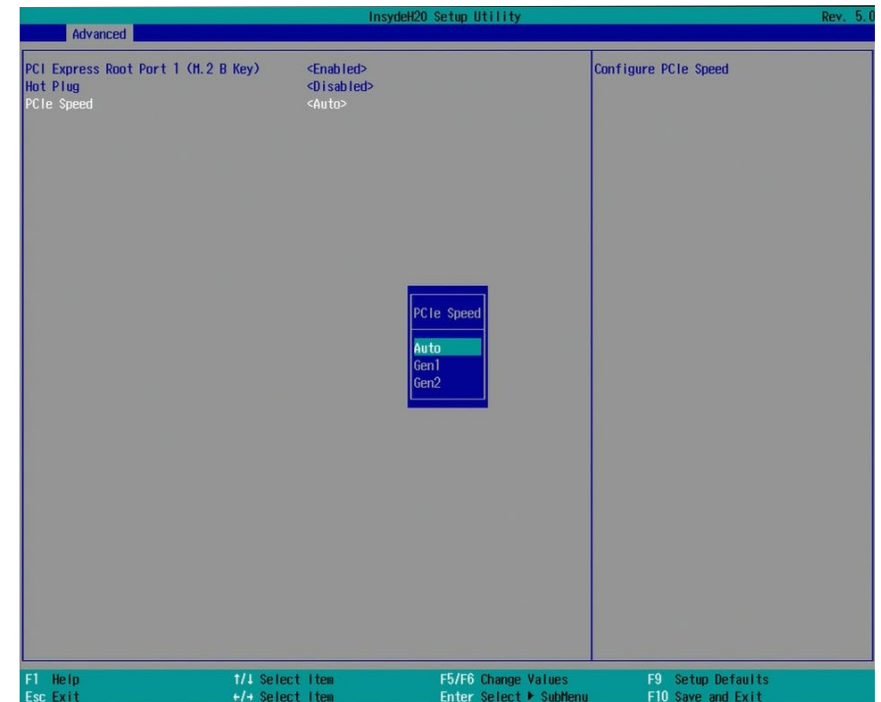 InsydeH20 Setup Utility Rev. 5.0
Advanced
PCI Express Root Port 1 (M.2 B Key) <Enabled>
Hot Plug <Disabled>
PCIe Speed <Auto>
Configure PCIe Speed
PCIe Speed
Auto
Gen1
Gen2
F1 Help ↑/↓ Select Item F5/F6 Change Values F9 Setup Defaults
Esc Exit ←/→ Select Item Enter Select ▶ SubMenu F10 Save and Exit